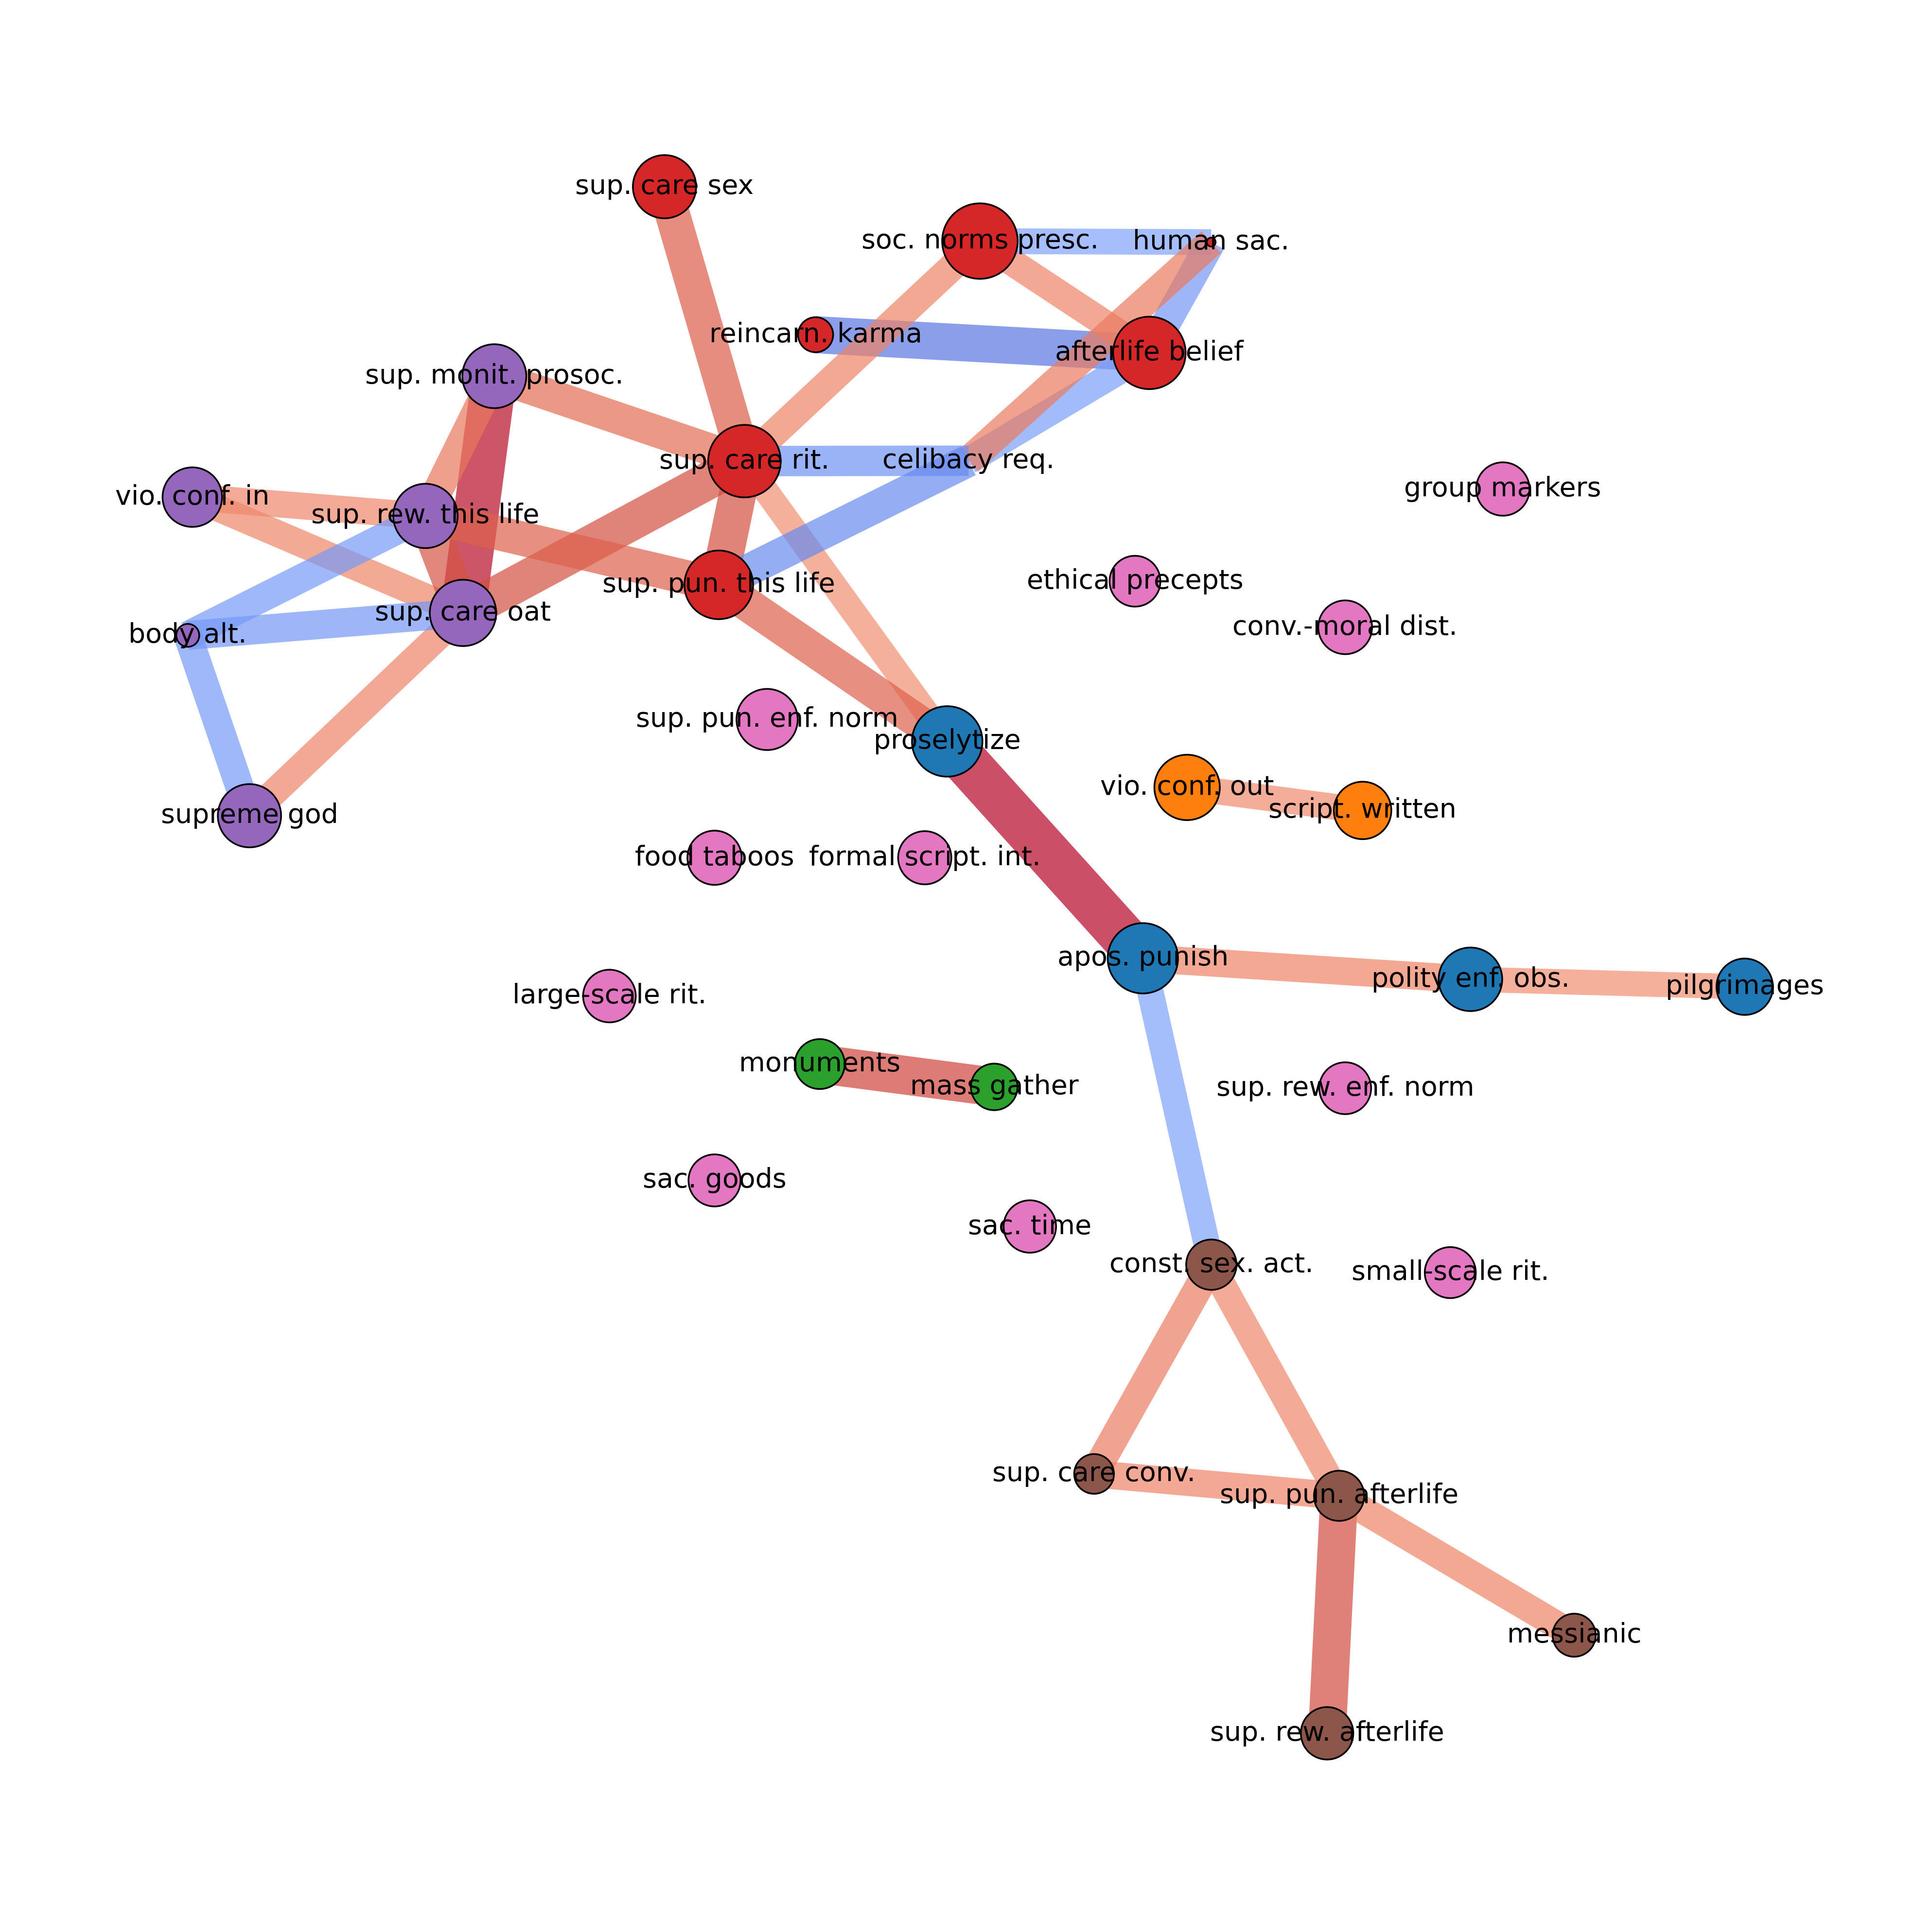 sup. care sex
soc. norms presc.
human sac.
reincarn. karma
afterlife belief
sup. monit. prosoc.
sup. care rit.
celibacy req.
group markers
vio. conf. in
sup. rew. this life
ethical precepts
sup. pun. this life
sup. care oat
conv.-moral dist.
body alt.
sup. pun. enf. norm
proselytize
vio. conf. out
script. written
supreme god
food taboos
formal script. int.
apos. punish
polity enf. obs.
pilgrimages
large-scale rit.
monuments
mass gather
sup. rew. enf. norm
sac. goods
sac. time
const. sex. act.
small-scale rit.
sup. care conv.
sup. pun. afterlife
messianic
sup. rew. afterlife